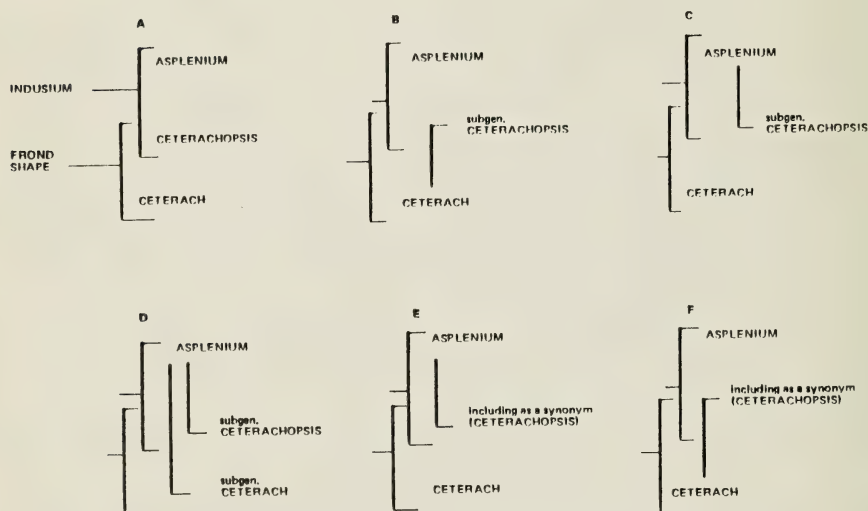 A
ASPLENIUM
INDUSIUM
CETERACHOPSIS
FROND
SHAPE
CETERACH
B
ASPLENIUM
subgen.
CETERACHOPSIS
CETERACH
C
ASPLENIUM
subgen.
CETERACHOPSIS
CETERACH
D
ASPLENIUM
subgen.
CETERACHOPSIS
subgen.
CETERACH
E
ASPLENIUM
including as a synonym
(CETERACHOPSIS)
CETERACH
F
ASPLENIUM
including as a synonym
(CETERACHOPSIS)
CETERACH